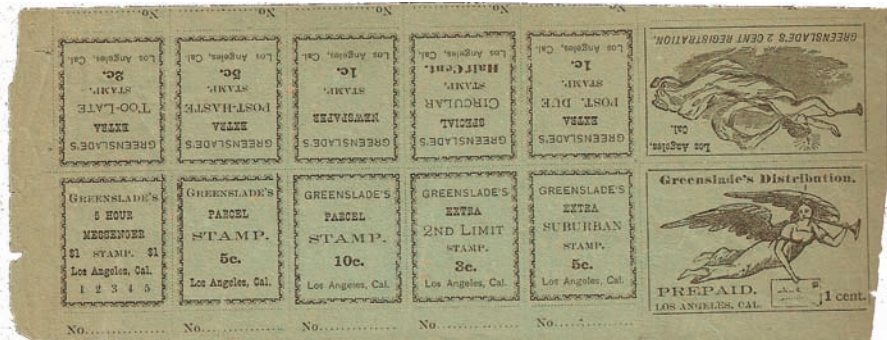 No
No
No
No
No
GREENSLADE'S
EXTRA
TOO-LATE
STAMP.
2c.
Los Angeles, Cal.
GREENSLADE'S
EXTRA
POST-HASTE
STAMP.
5c.
Los Angeles, Cal.
GREENSLADE'S
NEWSPAPER
STAMP.
1c.
Los Angeles, Cal.
GREENSLADE'S
SPECIAL
CIRCULAR
STAMP.
Half Cent.
Los Angeles, Cal.
GREENSLADE'S
EXTRA
POST. DUE
STAMP.
1c.
Los Angeles, Cal.
Los Angeles,
Cal.
GREENSLADE'S 2 CENT REGISTRATION.
GREENSLADE'S
5 HOUR
MESSENGER
$1 STAMP. $1
Los Angeles, Cal.
1 2 3 4 5
GREENSLADE'S
PARCEL
STAMP.
5c.
Los Angeles, Cal.
GREENSLADE'S
PARCEL
STAMP.
10c.
Los Angeles, Cal.
GREENSLADE'S
EXTRA
2ND LIMIT
STAMP.
3c.
Los Angeles, Cal.
GREENSLADE'S
EXTRA
SUBURBAN
STAMP.
5c.
Los Angeles, Cal.
Greenslade's Distribution.
PREPAID.
LOS ANGELES, CAL.
1 cent.
No..............
No..............
No..............
No..............
No..............